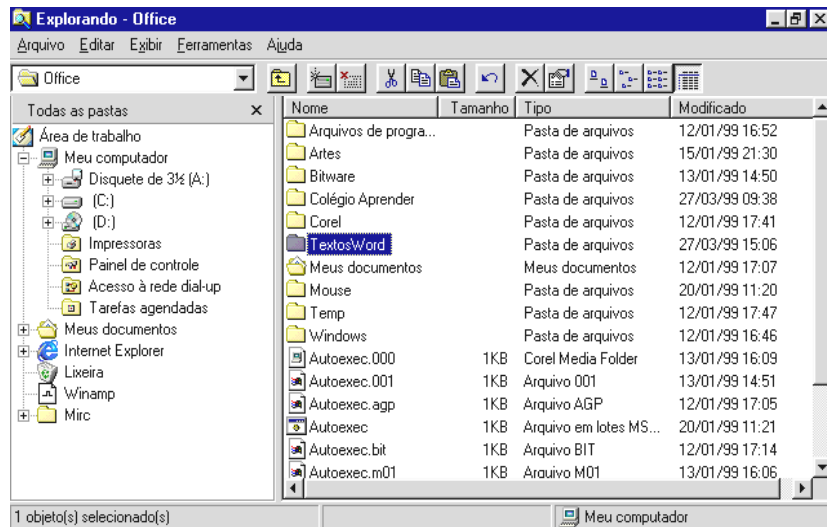 Explorando - Office
Arquivo Editar Exibir Ferramentas Ajuda
Office
Todas as pastas x
Área de trabalho
Meu computador
Disquete de 3½ (A:)
(C:)
(D:)
Impressoras
Painel de controle
Acesso à rede dial-up
Tarefas agendadas
Meus documentos
Internet Explorer
Lixeira
Winamp
Mirc
Nome Tamanho Tipo Modificado
Arquivos de progra... Pasta de arquivos 12/01/99 16:52
Artes Pasta de arquivos 15/01/99 21:30
Bitware Pasta de arquivos 13/01/99 14:50
Colégio Aprender Pasta de arquivos 27/03/99 09:38
Corel Pasta de arquivos 12/01/99 17:41
TextosWord Pasta de arquivos 27/03/99 15:06
Meus documentos Meus documentos 12/01/99 17:07
Mouse Pasta de arquivos 20/01/99 11:20
Temp Pasta de arquivos 12/01/99 17:47
Windows Pasta de arquivos 12/01/99 16:46
Autoexec.000 1KB Corel Media Folder 13/01/99 16:09
Autoexec.001 1KB Arquivo 001 13/01/99 14:51
Autoexec.agp 1KB Arquivo AGP 12/01/99 17:05
Autoexec 1KB Arquivo em lotes MS... 20/01/99 11:21
Autoexec.bit 1KB Arquivo BIT 12/01/99 17:14
Autoexec.m01 1KB Arquivo M01 13/01/99 16:06
1 objeto(s) selecionado(s) Meu computador